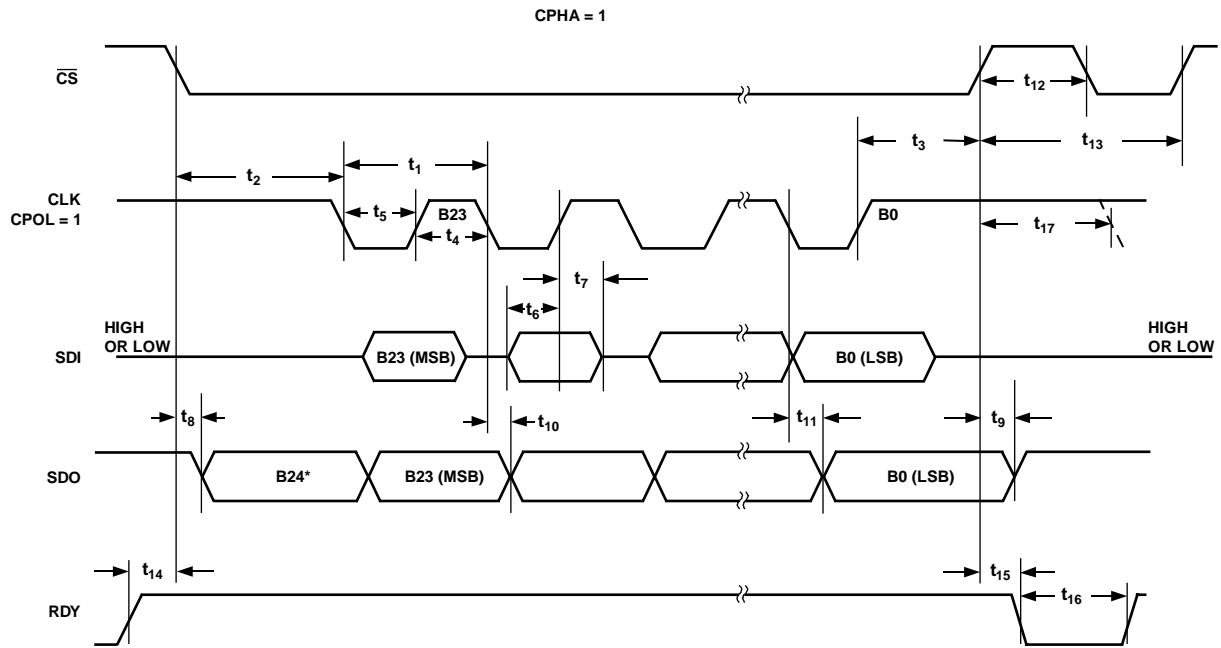 CPHA = 1
CS
t12
t3
t13
t1
t2
CLK
CPOL = 1
t5
B23
t4
B0
t17
t7
t6
HIGH
OR LOW
SDI
B23 (MSB)
B0 (LSB)
HIGH
OR LOW
t8
t10
t11
t9
SDO
B24*
B23 (MSB)
B0 (LSB)
t14
t15
t16
RDY